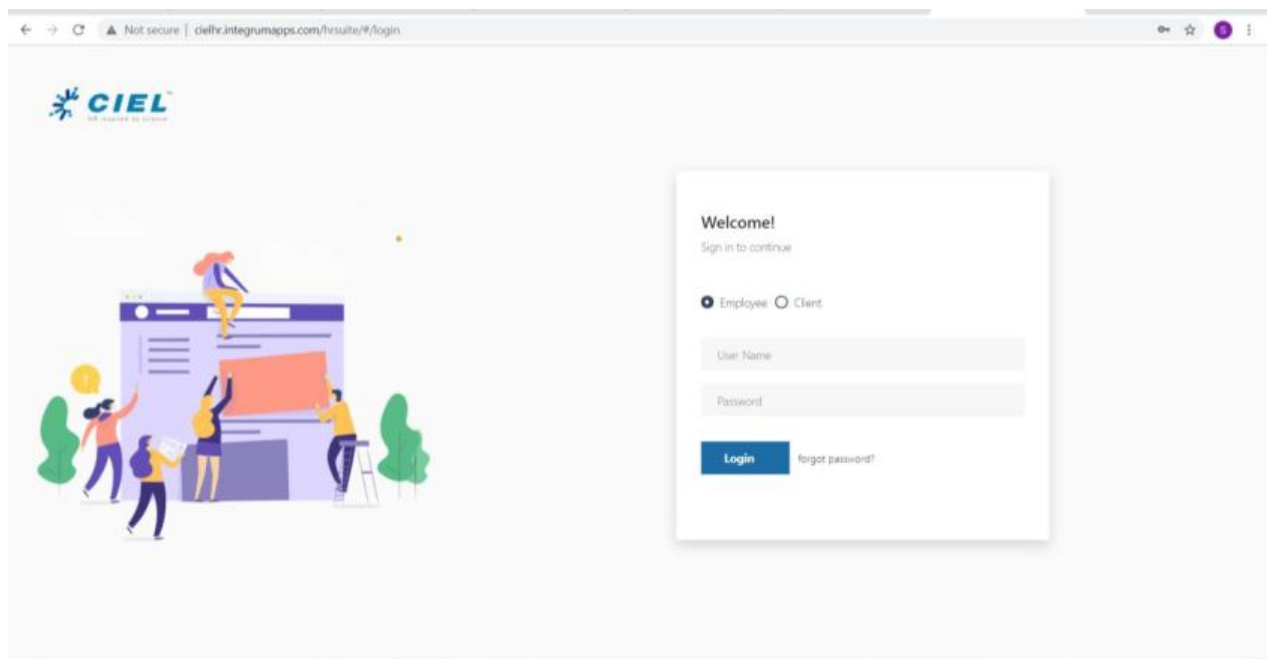 Not secure | cielhr.integrumapps.com/hrsuite/#/login
S
CIEL
Welcome!
Sign in to continue
Employee Client
User Name
Password
Login forgot password?